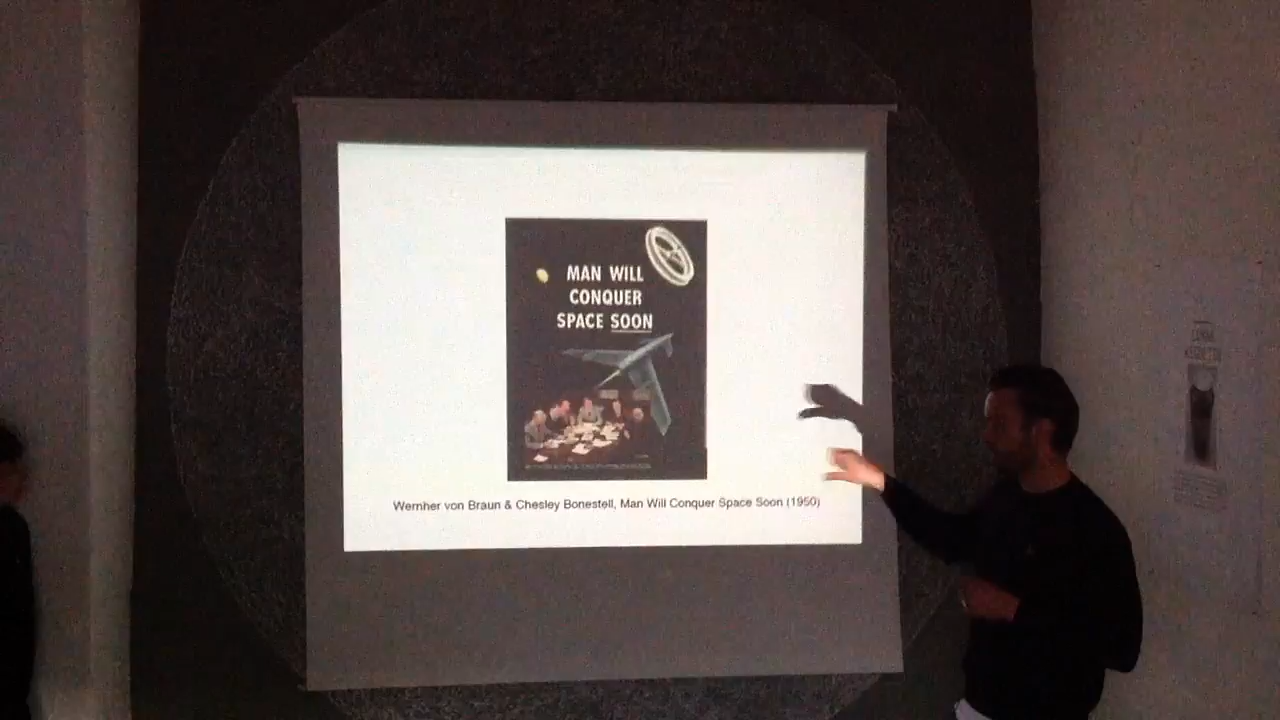 MAN WILL
CONQUER
SPACE SOON
Wernher von Braun & Chesley Bonestell, Man Will Conquer Space Soon (1950)